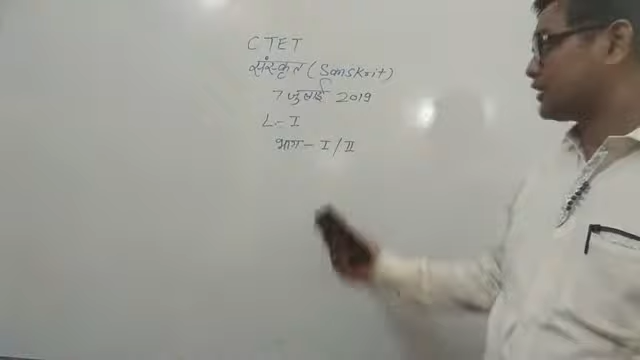 CTET
संस्कृत (Sanskrit)
7 जुलाई 2019
L - I
भाग - I / II